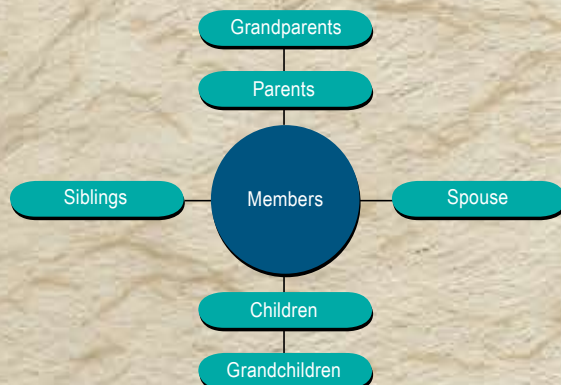 Grandparents
Parents
Siblings
Members
Spouse
Children
Grandchildren